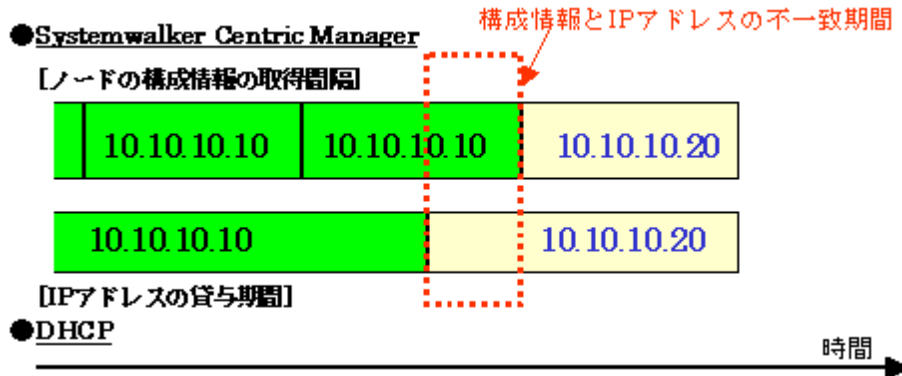 構成情報とIPアドレスの不一致期間
●Systemwalker Centric Manager
[ノードの構成情報の取得間隔]
10.10.10.10 10.10.10.10 10.10.10.20
10.10.10.10 10.10.10.20
[IPアドレスの貸与期間]
●DHCP
時間